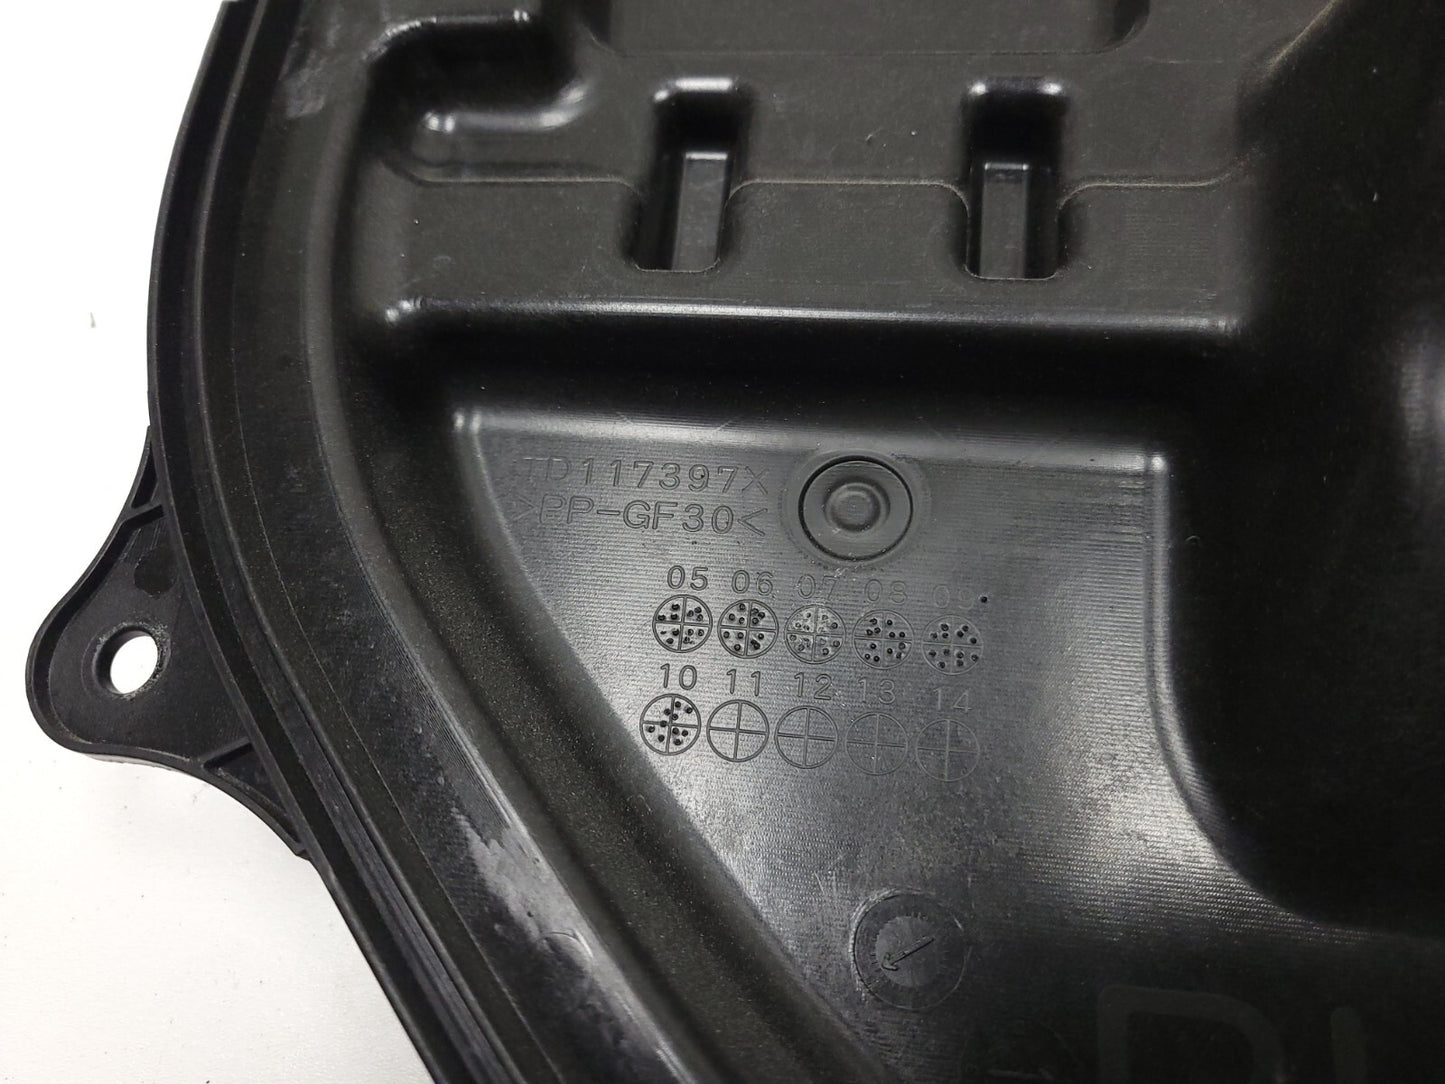 TD117397X
>PP-GF30<
05 06 07 08 09
10 11 12 13 14